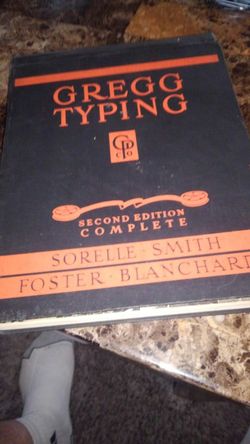 GREGG
TYPING
SECOND EDITION
COMPLETE
SORELLE · SMITH
FOSTER · BLANCHARD